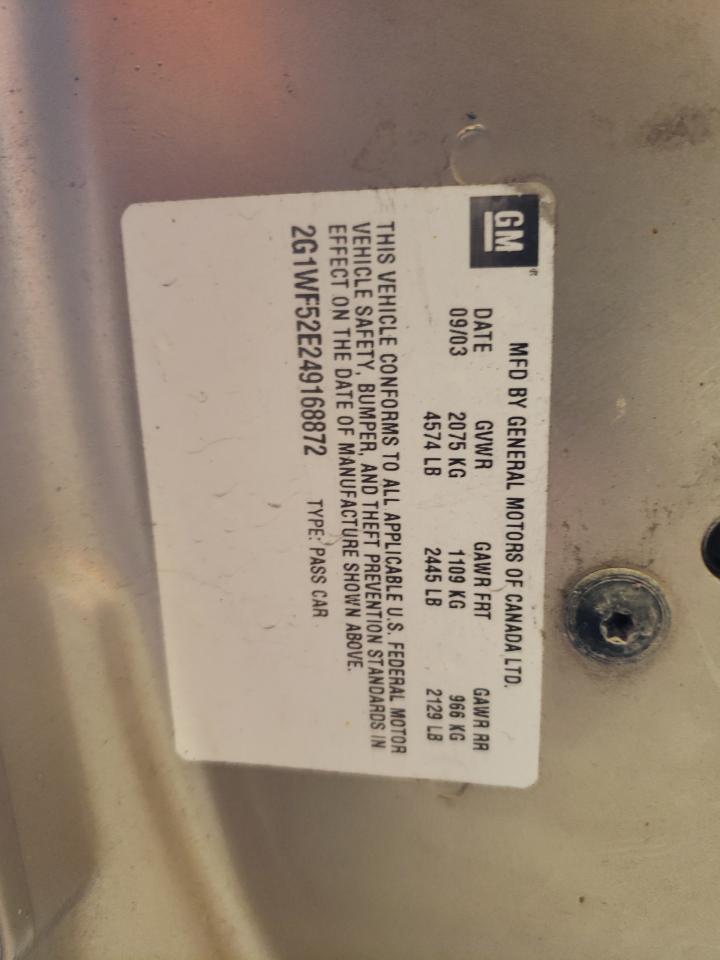 GM
MFD BY GENERAL MOTORS OF CANADA LTD.
DATE GVWR GAWR FRT GAWR RR
09/03 2075 KG 1109 KG 966 KG
4574 LB 2445 LB 2129 LB
THIS VEHICLE CONFORMS TO ALL APPLICABLE U.S. FEDERAL MOTOR
VEHICLE SAFETY, BUMPER, AND THEFT PREVENTION STANDARDS IN
EFFECT ON THE DATE OF MANUFACTURE SHOWN ABOVE.
2G1WF52E249168872 TYPE: PASS CAR